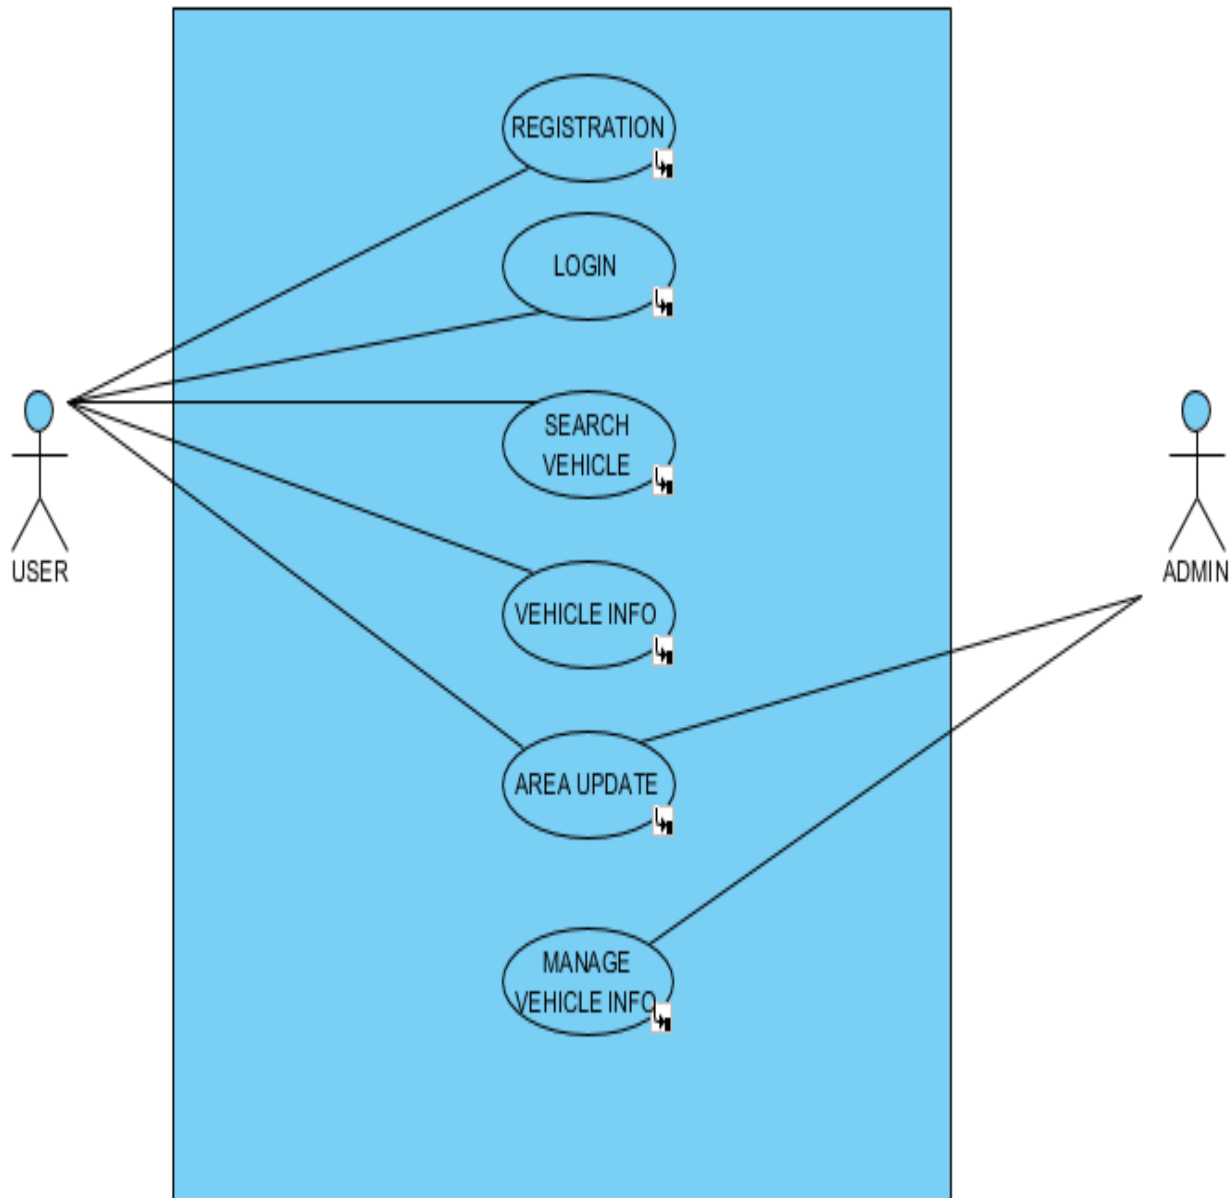 REGISTRATION
LOGIN
SEARCH
VEHICLE
USER
ADMIN
VEHICLE INFO
AREA UPDATE
MANAGE
VEHICLE INFO